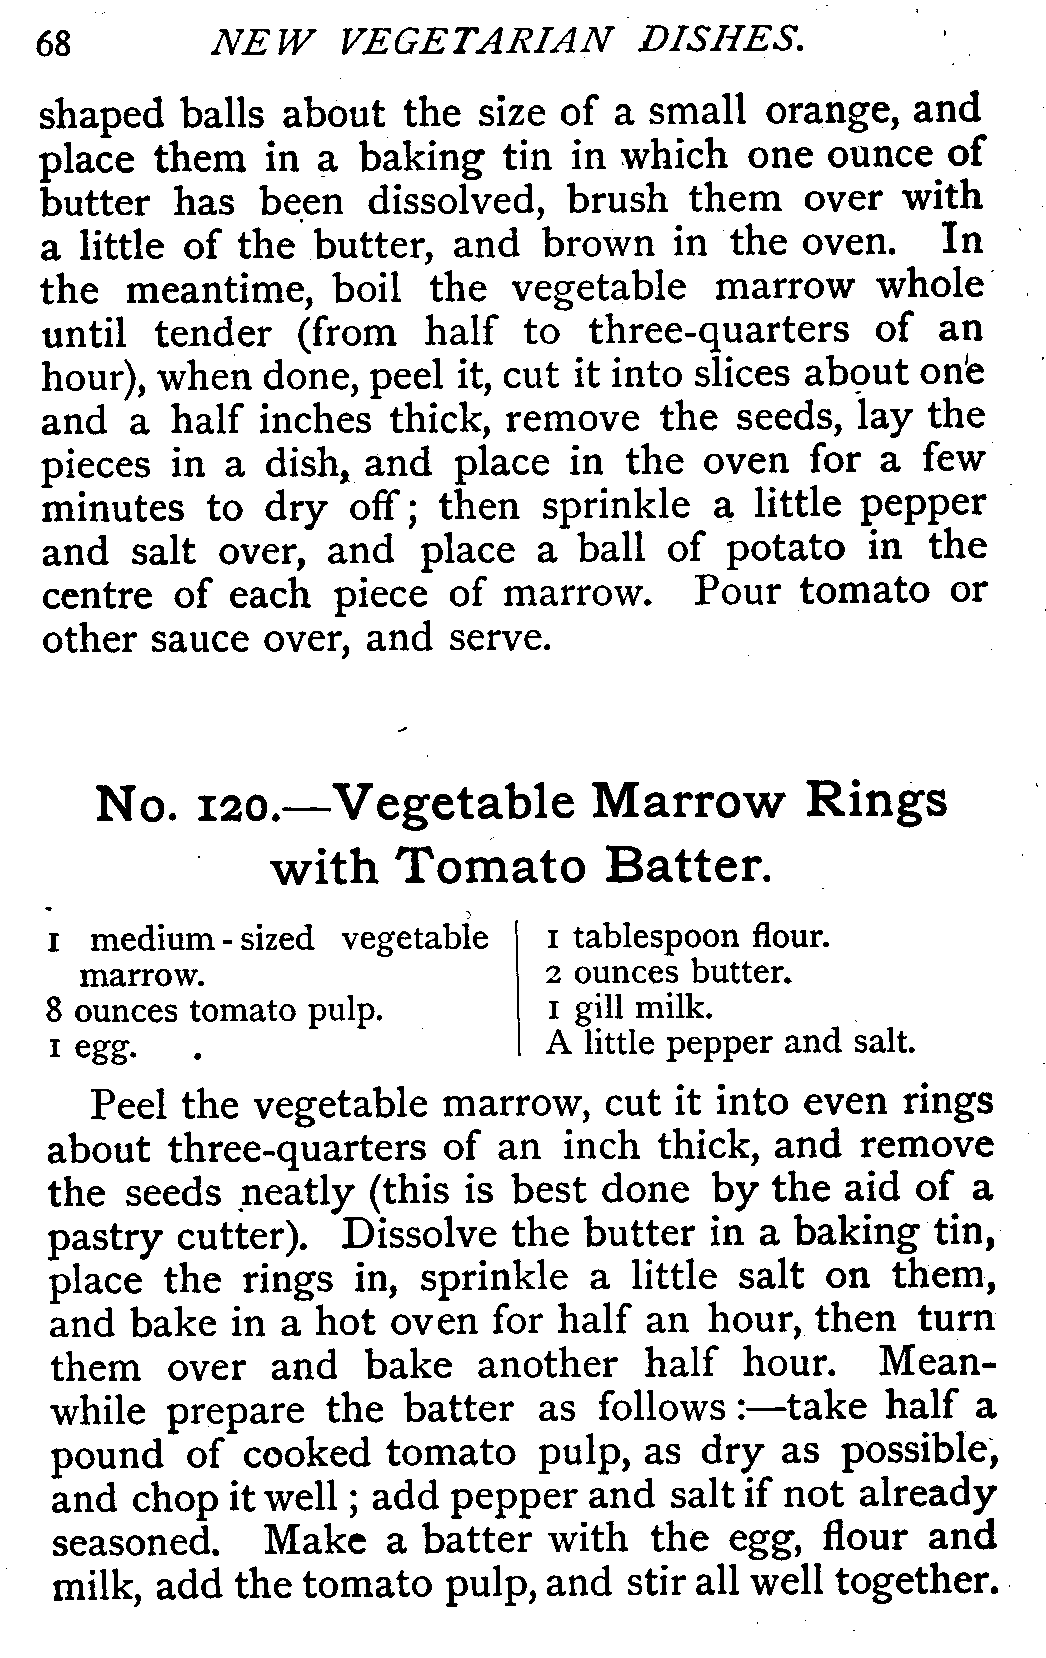 68 NEW VEGETARIAN DISHES.
shaped balls about the size of a small orange, and
place them in a baking tin in which one ounce of
butter has been dissolved, brush them over with
a little of the butter, and brown in the oven. In
the meantime, boil the vegetable marrow whole
until tender (from half to three-quarters of an
hour), when done, peel it, cut it into slices about one
and a half inches thick, remove the seeds, lay the
pieces in a dish, and place in the oven for a few
minutes to dry off; then sprinkle a little pepper
and salt over, and place a ball of potato in the
centre of each piece of marrow. Pour tomato or
other sauce over, and serve.
No. 120.—Vegetable Marrow Rings
with Tomato Batter.
1 medium-sized vegetable
marrow.
8 ounces tomato pulp.
1 egg.
1 tablespoon flour.
2 ounces butter.
1 gill milk.
A little pepper and salt.
Peel the vegetable marrow, cut it into even rings
about three-quarters of an inch thick, and remove
the seeds neatly (this is best done by the aid of a
pastry cutter). Dissolve the butter in a baking tin,
place the rings in, sprinkle a little salt on them,
and bake in a hot oven for half an hour, then turn
them over and bake another half hour. Mean-
while prepare the batter as follows:—take half a
pound of cooked tomato pulp, as dry as possible,
and chop it well; add pepper and salt if not already
seasoned. Make a batter with the egg, flour and
milk, add the tomato pulp, and stir all well together.